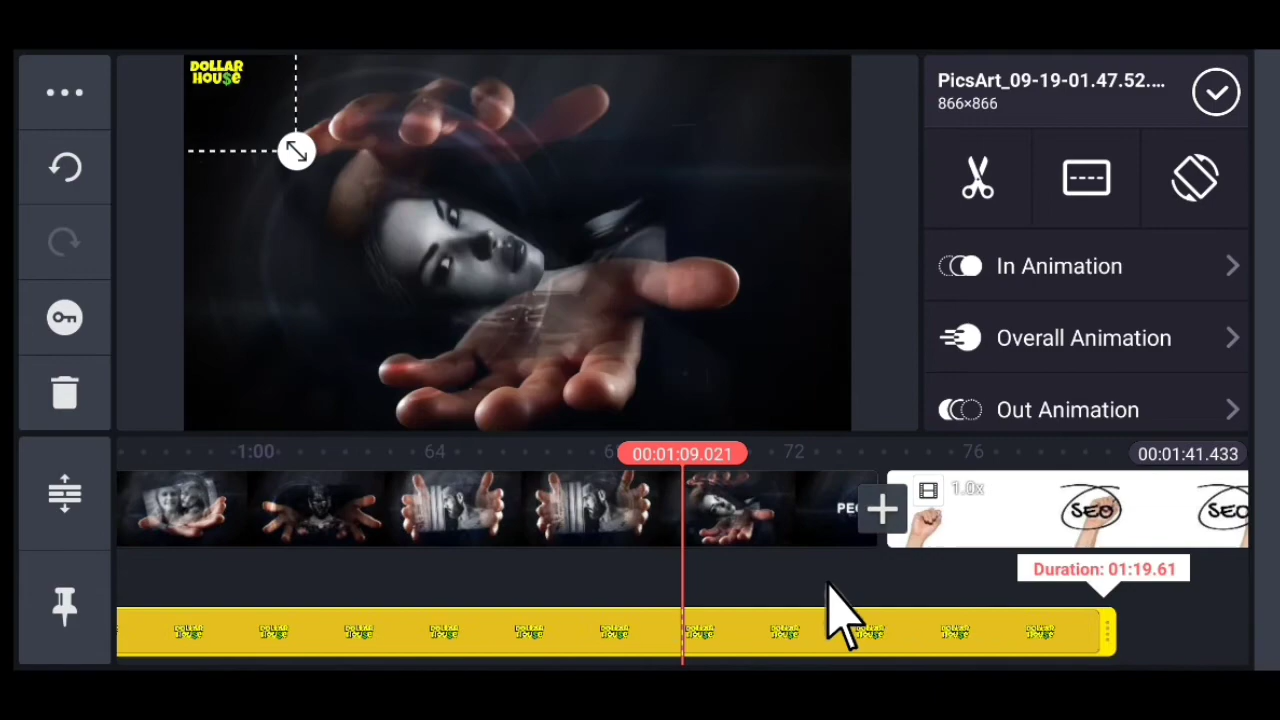 DOLLAR
HOU$E
PicsArt_09-19-01.47.52....
866×866
In Animation
Overall Animation
Out Animation
1:00
64
00:01:09.021
72
76
00:01:41.433
PEO
1.0x
SEO
SEO
Duration: 01:19.61